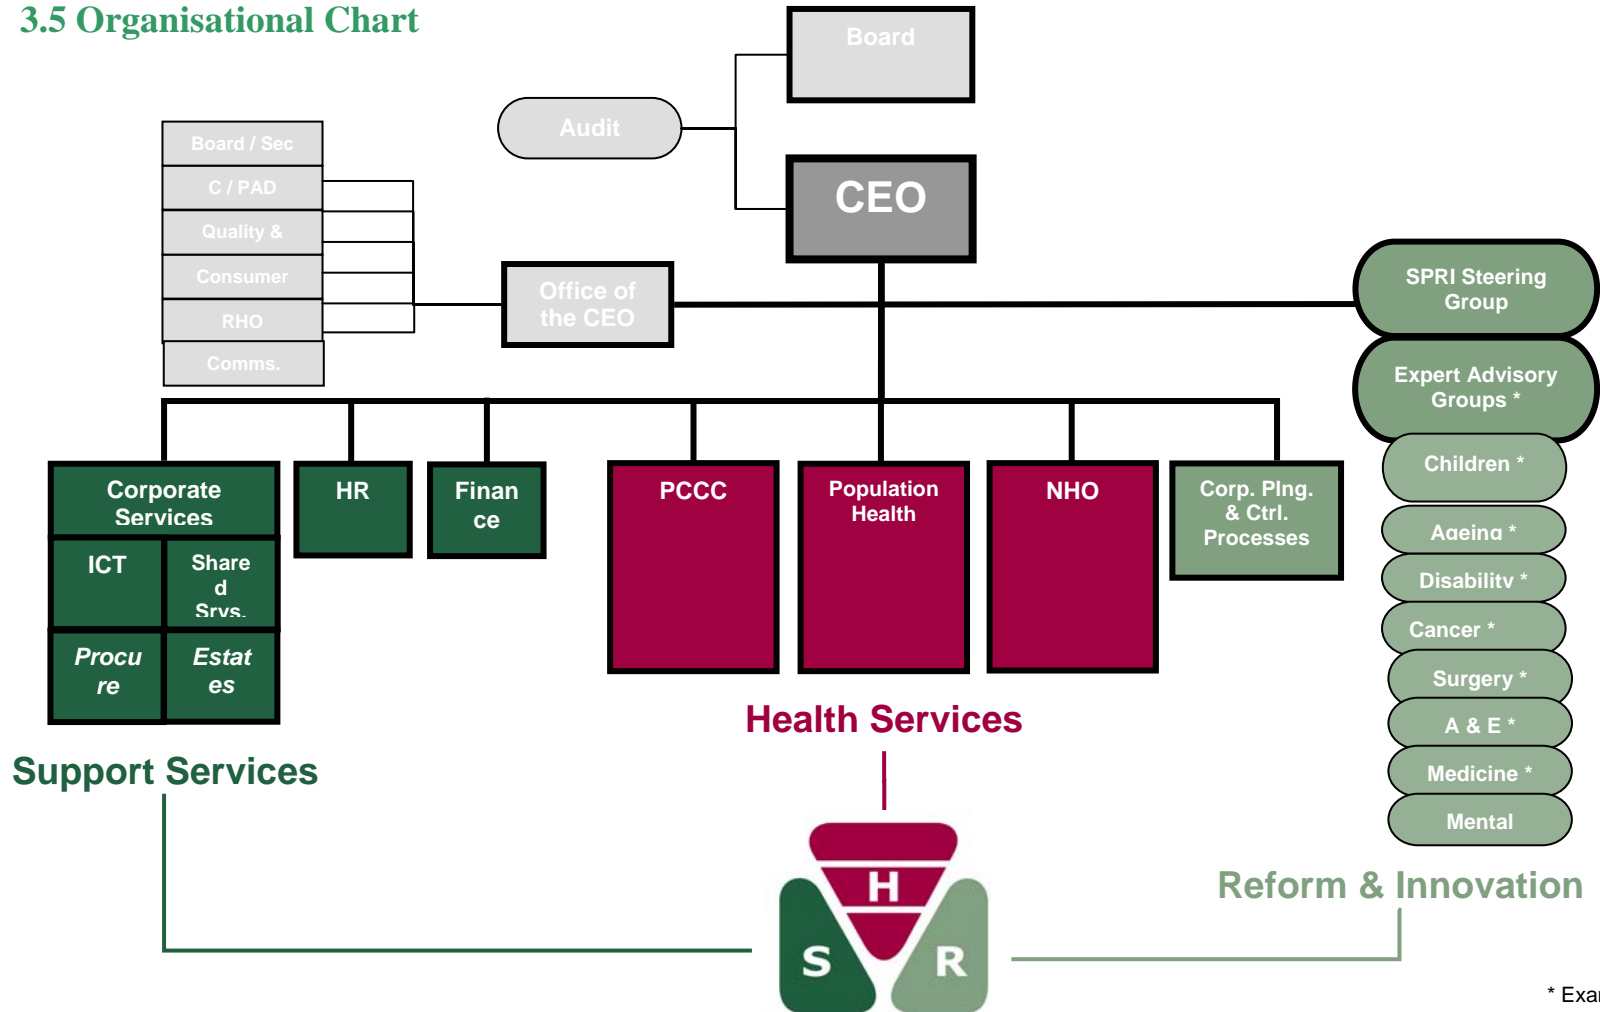 3.5 Organisational Chart
Board
Audit
CEO
Board / Sec
C / PAD
Quality &
Consumer
RHO
Comms.
Office of
the CEO
SPRI Steering
Group
Expert Advisory
Groups *
Children *
Ageing *
Disability *
Cancer *
Surgery *
A & E *
Medicine *
Mental
Corporate
Services
ICT
Share
d
Srvs.
Procu
re
Estat
es
HR
Finan
ce
PCCC
Population
Health
NHO
Corp. Plng.
& Ctrl.
Processes
Health Services
Support Services
Reform & Innovation
H
S
R
*